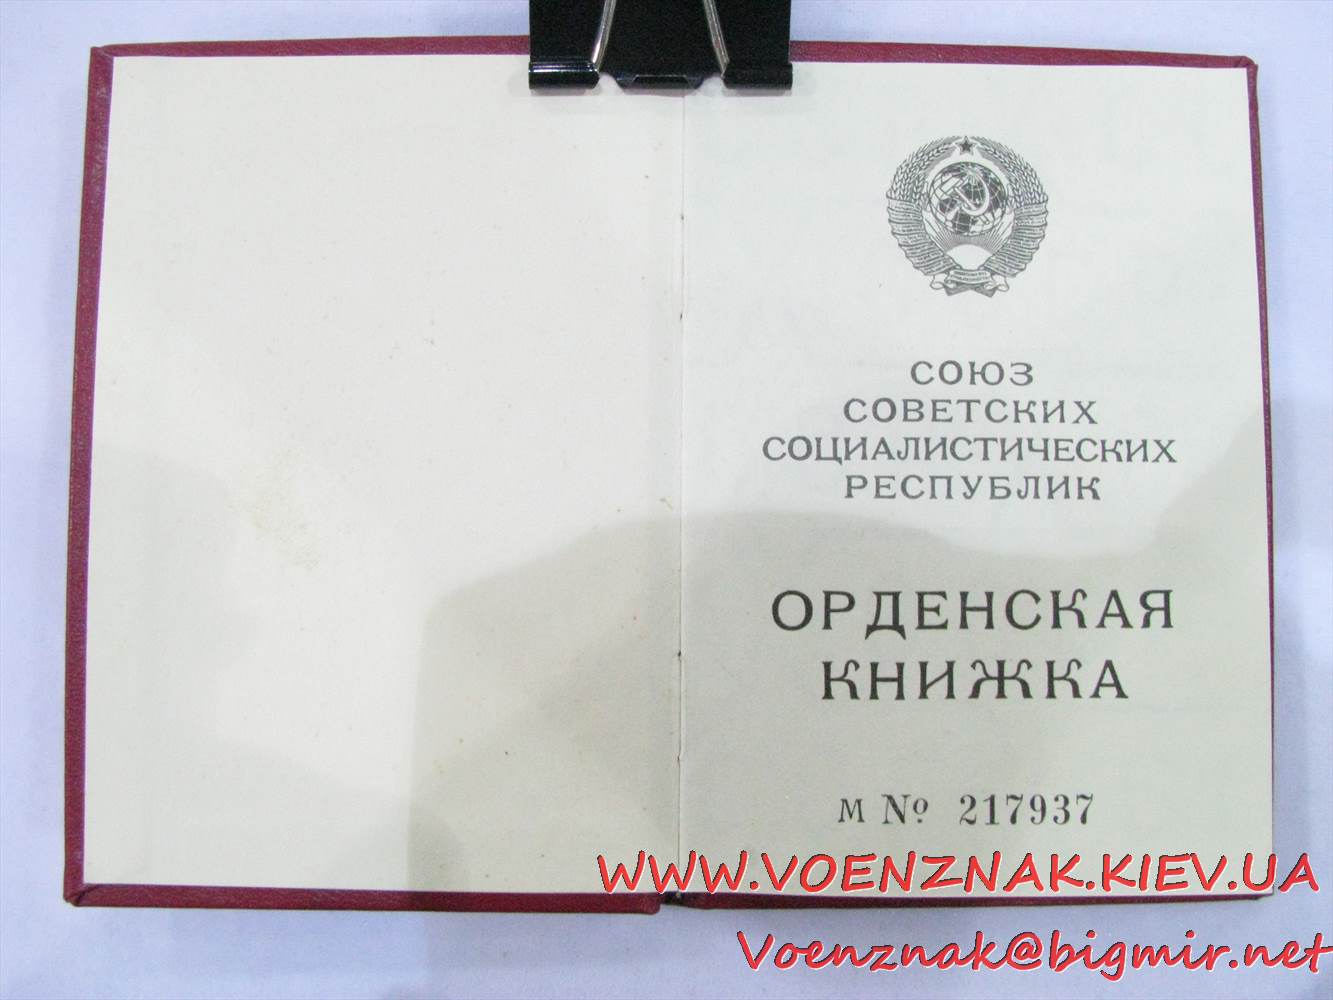 СОЮЗ
СОВЕТСКИХ
СОЦИАЛИСТИЧЕСКИХ
РЕСПУБЛИК
ОРДЕНСКАЯ
КНИЖКА
М № 217937
WWW.VOENZNAK.KIEV.UA
Voenznak@bigmir.net